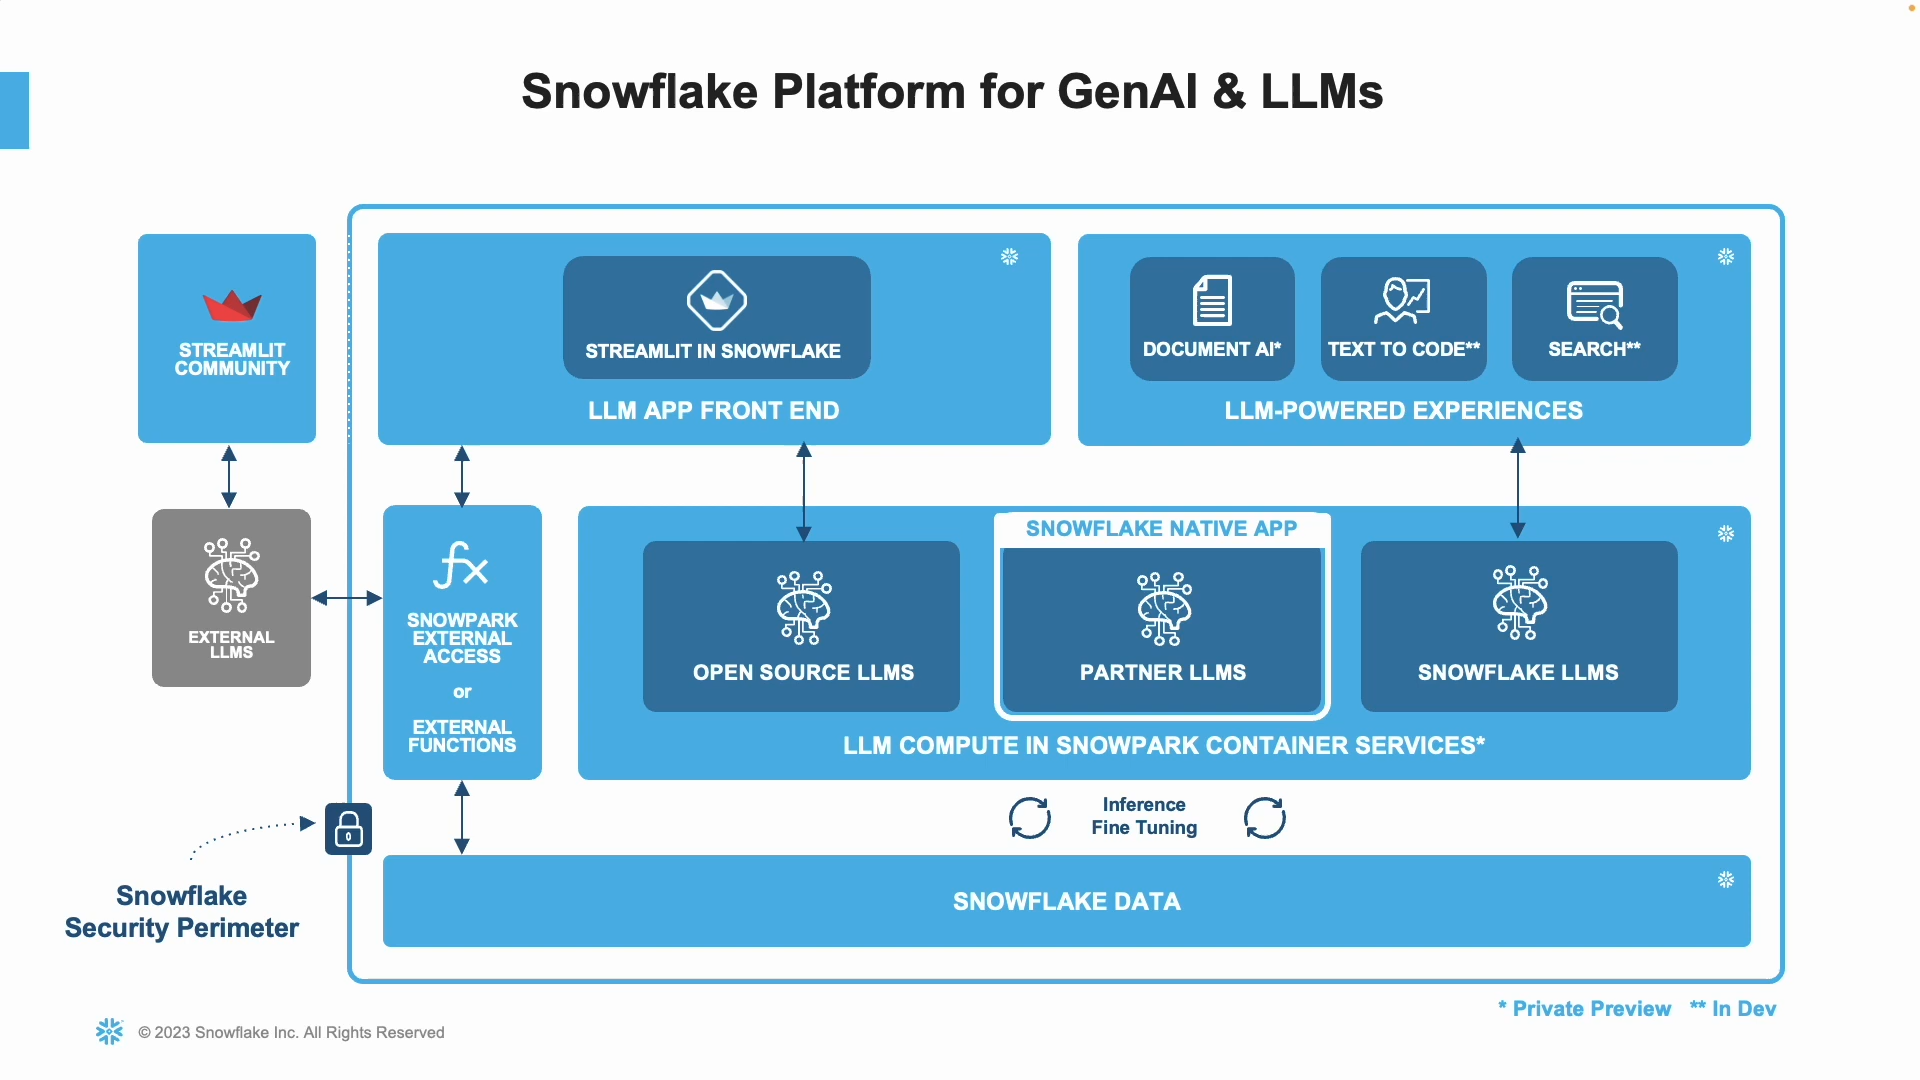 Snowflake Platform for GenAI & LLMs
STREAMLIT
COMMUNITY
STREAMLIT IN SNOWFLAKE
LLM APP FRONT END
DOCUMENT AI*
TEXT TO CODE**
SEARCH**
LLM-POWERED EXPERIENCES
EXTERNAL
LLMS
fx
SNOWPARK
EXTERNAL
ACCESS
or
EXTERNAL
FUNCTIONS
SNOWFLAKE NATIVE APP
OPEN SOURCE LLMS
PARTNER LLMS
SNOWFLAKE LLMS
LLM COMPUTE IN SNOWPARK CONTAINER SERVICES*
Inference
Fine Tuning
Snowflake
Security Perimeter
SNOWFLAKE DATA
* Private Preview ** In Dev
© 2023 Snowflake Inc. All Rights Reserved